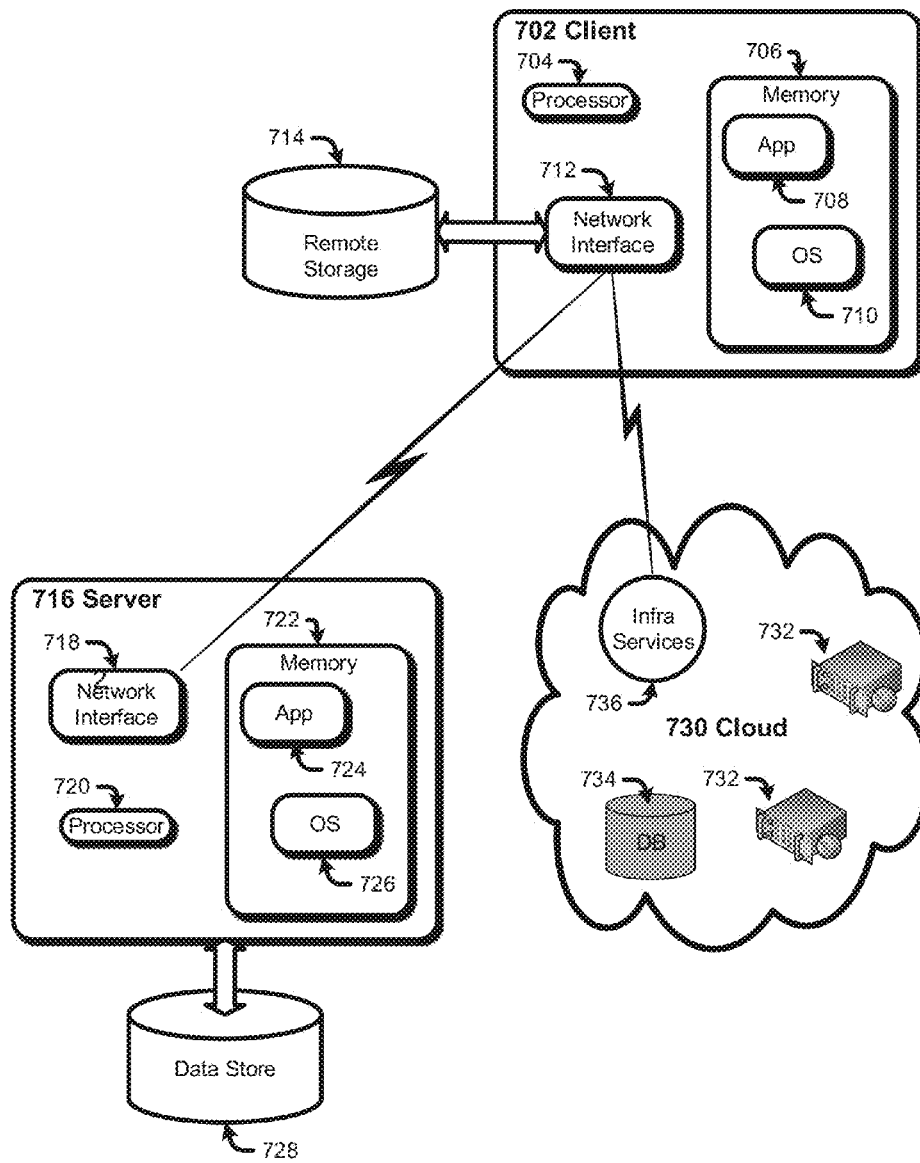 702 Client
704
Processor
706
Memory
App
708
OS
710
712
Network
Interface
714
Remote
Storage
716 Server
718
Network
Interface
720
Processor
722
Memory
App
724
OS
726
Data Store
728
Infra
Services
736
732
730 Cloud
734
DB
732